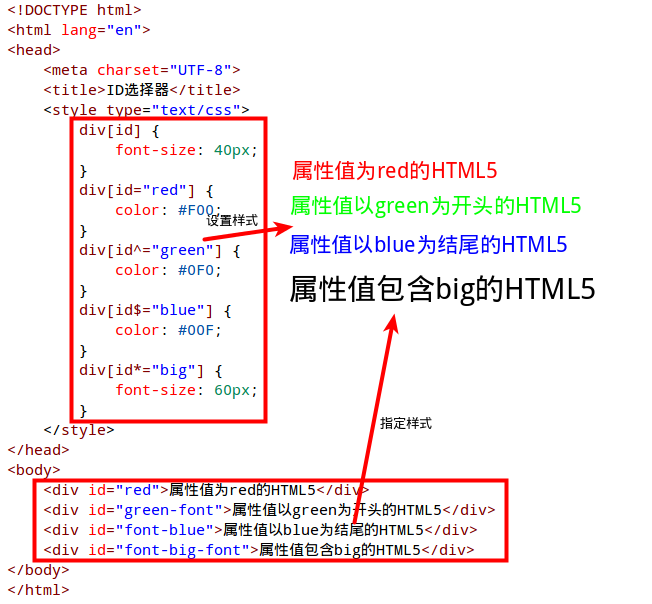 <!DOCTYPE html>
<html lang="en">
<head>
<meta charset="UTF-8">
<title>ID选择器</title>
<style type="text/css">
div[id] {
font-size: 40px;
}
div[id="red"] {
color: #F00;
}
div[id^="green"] {
color: #0F0;
}
div[id$="blue"] {
color: #00F;
}
div[id*="big"] {
font-size: 60px;
}
</style>
</head>
<body>
<div id="red">属性值为red的HTML5</div>
<div id="green-font">属性值以green为开头的HTML5</div>
<div id="font-blue">属性值以blue为结尾的HTML5</div>
<div id="font-big-font">属性值包含big的HTML5</div>
</body>
</html>
设置样式
属性值为red的HTML5
属性值以green为开头的HTML5
属性值以blue为结尾的HTML5
属性值包含big的HTML5
指定样式